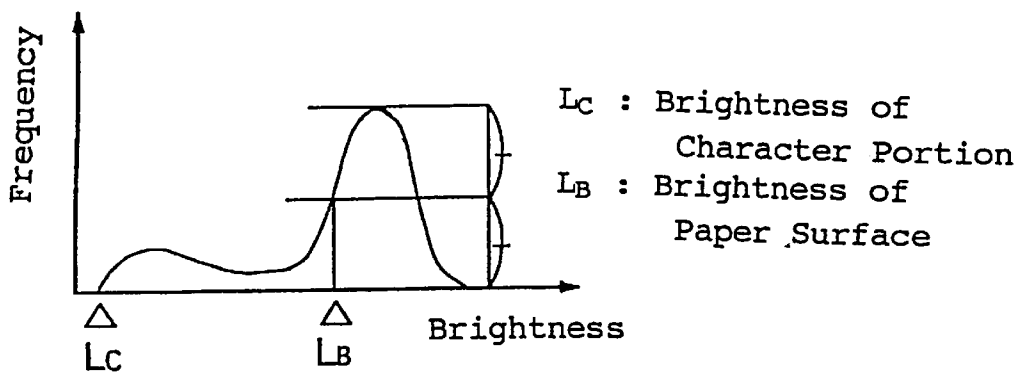 Frequency
LC : Brightness of
Character Portion
LB : Brightness of
Paper Surface
Brightness
LC
LB